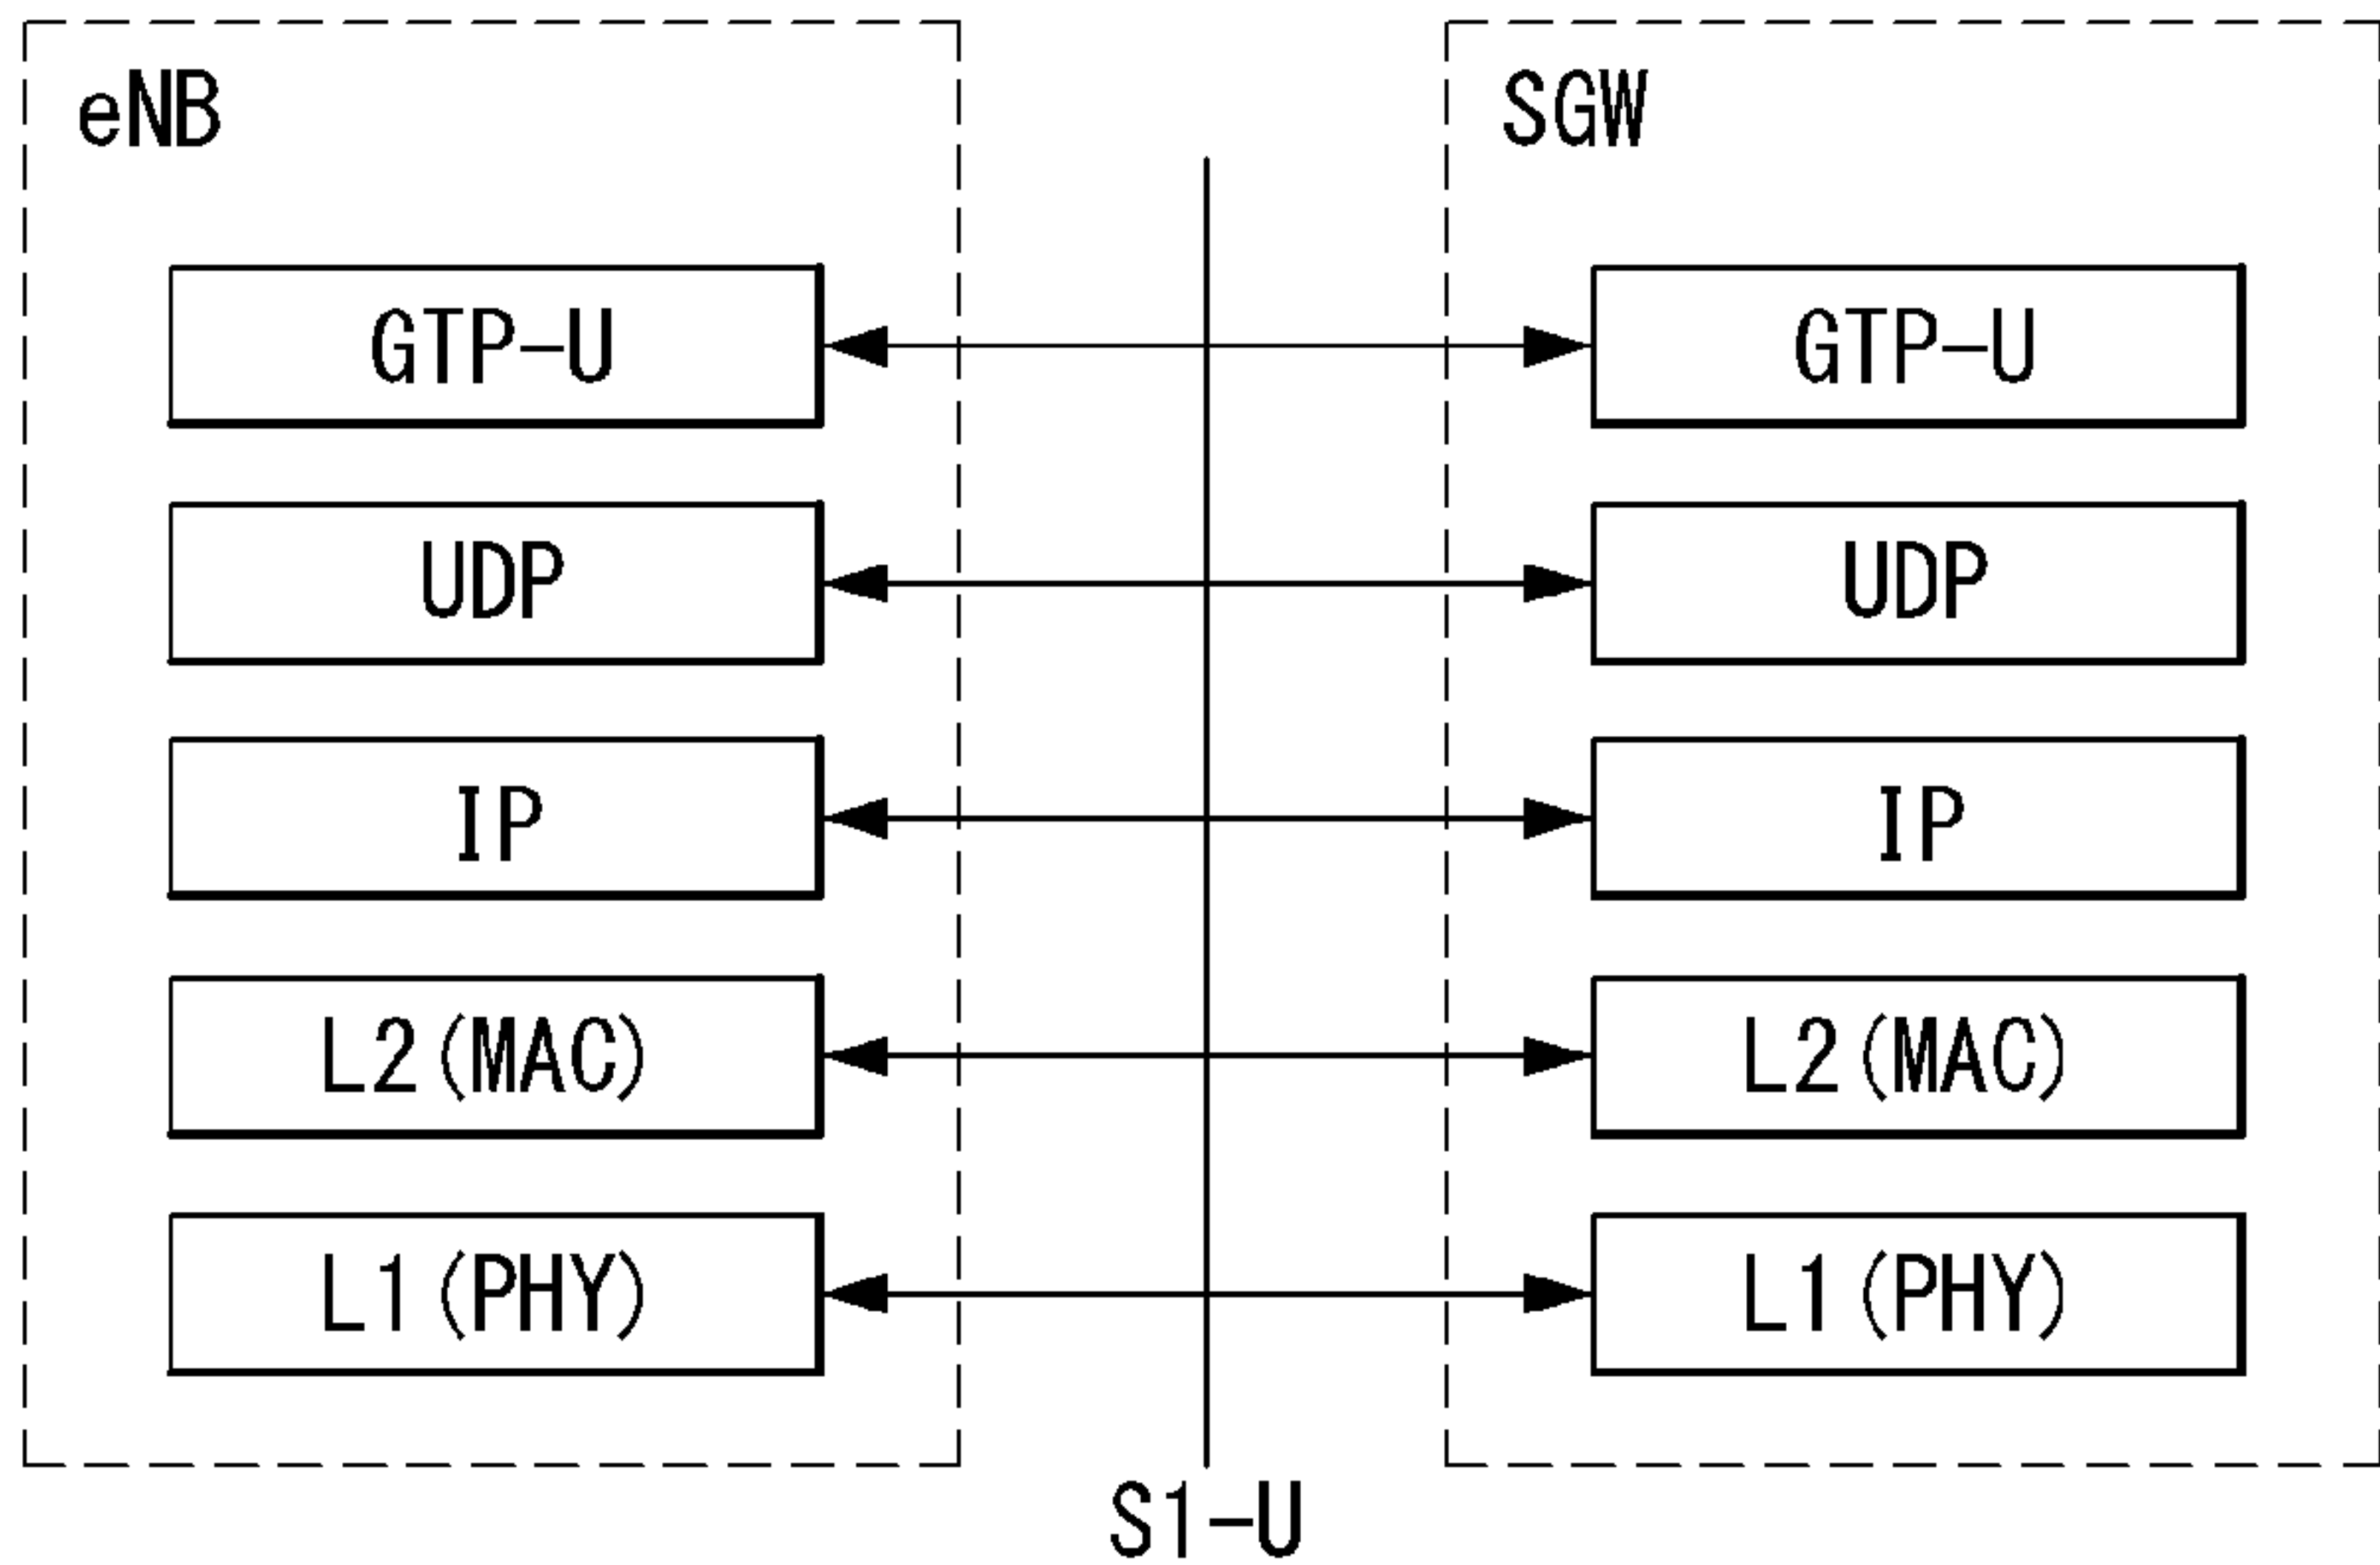 eNB
SGW
GTP-U
GTP-U
UDP
UDP
IP
IP
L2(MAC)
L2(MAC)
L1(PHY)
L1(PHY)
S1-U